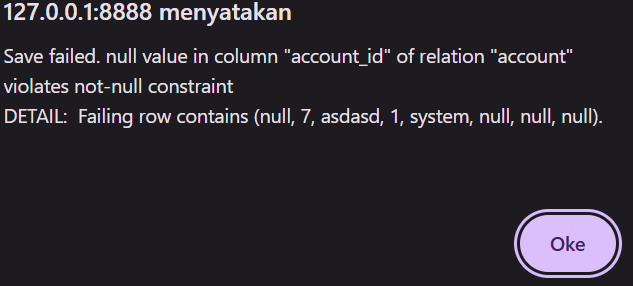 127.0.0.1:8888 menyatakan
Save failed. null value in column "account_id" of relation "account"
violates not-null constraint
DETAIL:  Failing row contains (null, 7, asdasd, 1, system, null, null, null).
Oke